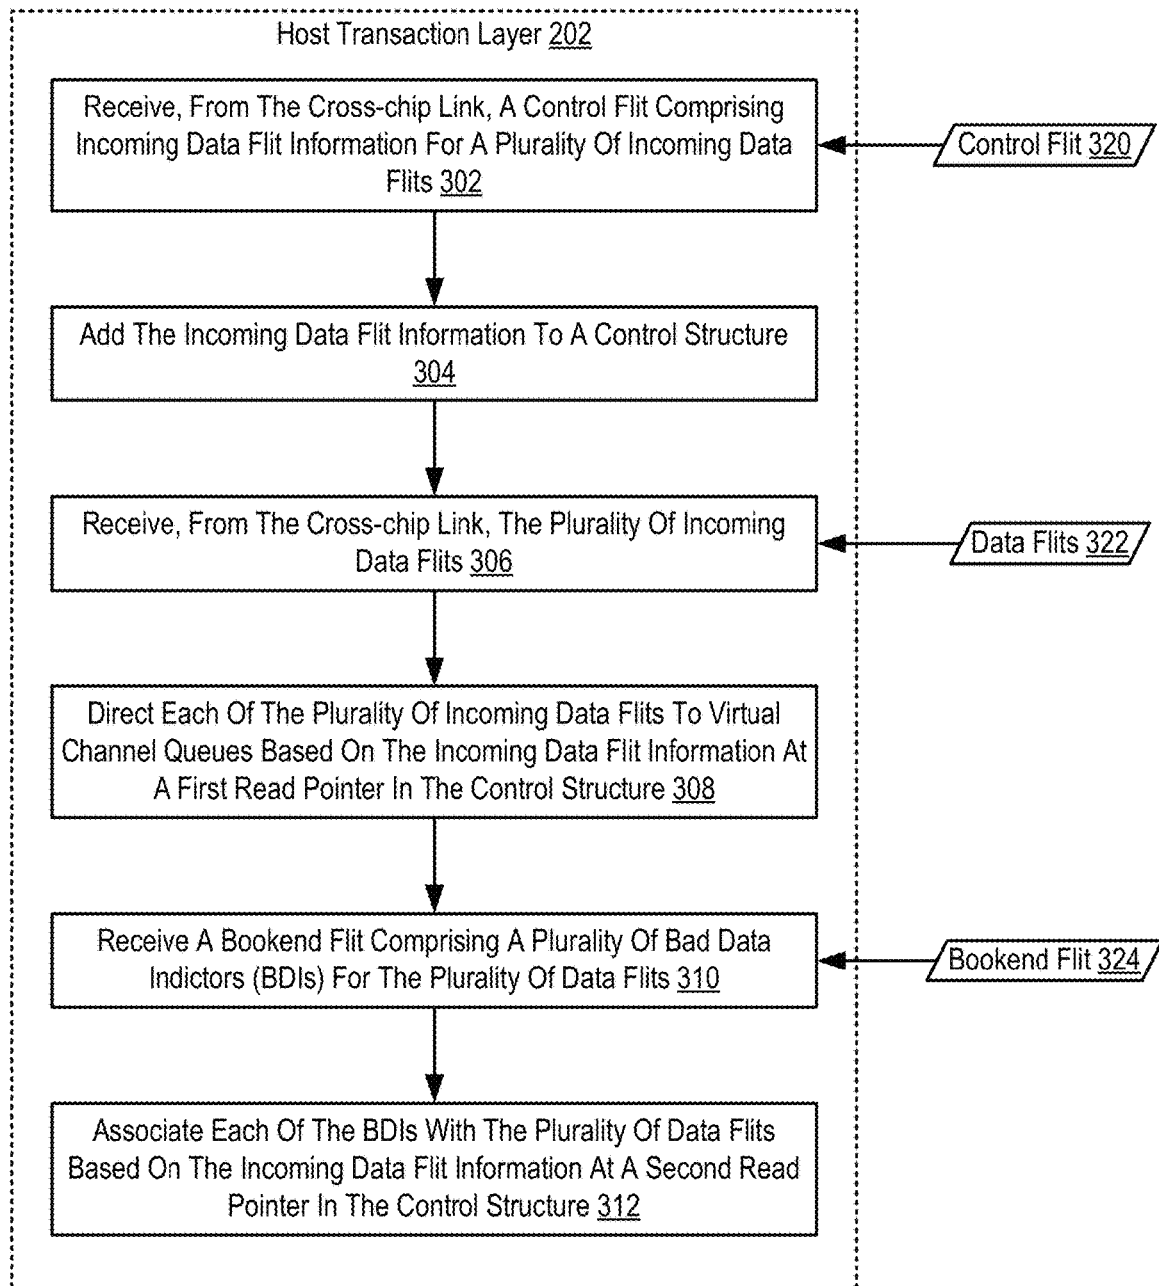 Host Transaction Layer 202
Receive, From The Cross-chip Link, A Control Flit Comprising
Incoming Data Flit Information For A Plurality Of Incoming Data
Flits 302
Control Flit 320
Add The Incoming Data Flit Information To A Control Structure
304
Receive, From The Cross-chip Link, The Plurality Of Incoming
Data Flits 306
Data Flits 322
Direct Each Of The Plurality Of Incoming Data Flits To Virtual
Channel Queues Based On The Incoming Data Flit Information At
A First Read Pointer In The Control Structure 308
Receive A Bookend Flit Comprising A Plurality Of Bad Data
Indictors (BDIs) For The Plurality Of Data Flits 310
Bookend Flit 324
Associate Each Of The BDIs With The Plurality Of Data Flits
Based On The Incoming Data Flit Information At A Second Read
Pointer In The Control Structure 312